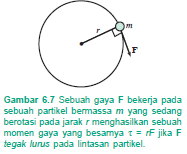 m
r
F
Gambar 6.7 Sebuah gaya F bekerja pada
sebuah partikel bermassa m yang sedang
berotasi pada jarak r menghasilkan sebuah
momen gaya yang besarnya τ = rF jika F
tegak lurus pada lintasan partikel.